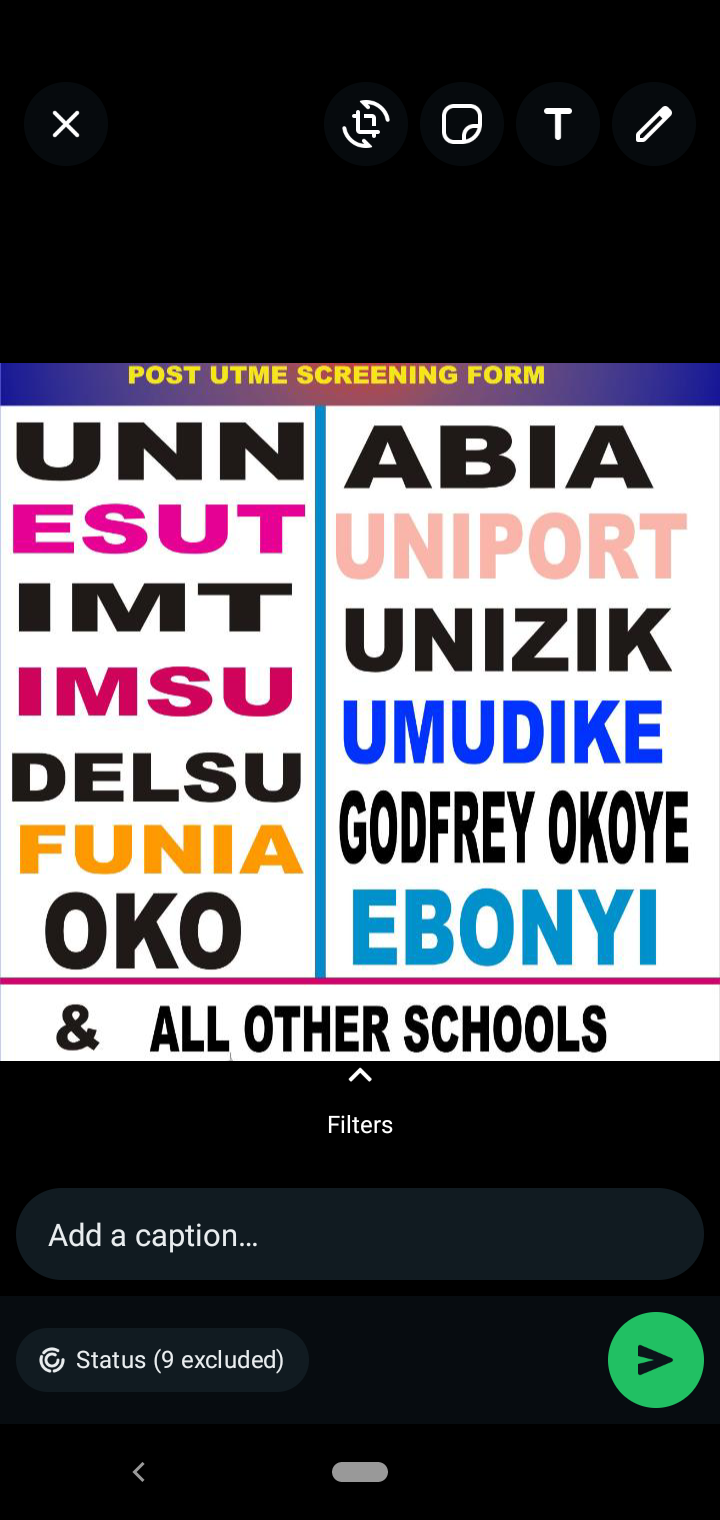 T
POST UTME SCREENING FORM
UNN
ESUT
IMT
IMSU
DELSU
FUNIA
OKO
ABIA
UNIPORT
UNIZIK
UMUDIKE
GODFREY OKOYE
EBONYI
& ALL OTHER SCHOOLS
Filters
Add a caption...
Status (9 excluded)